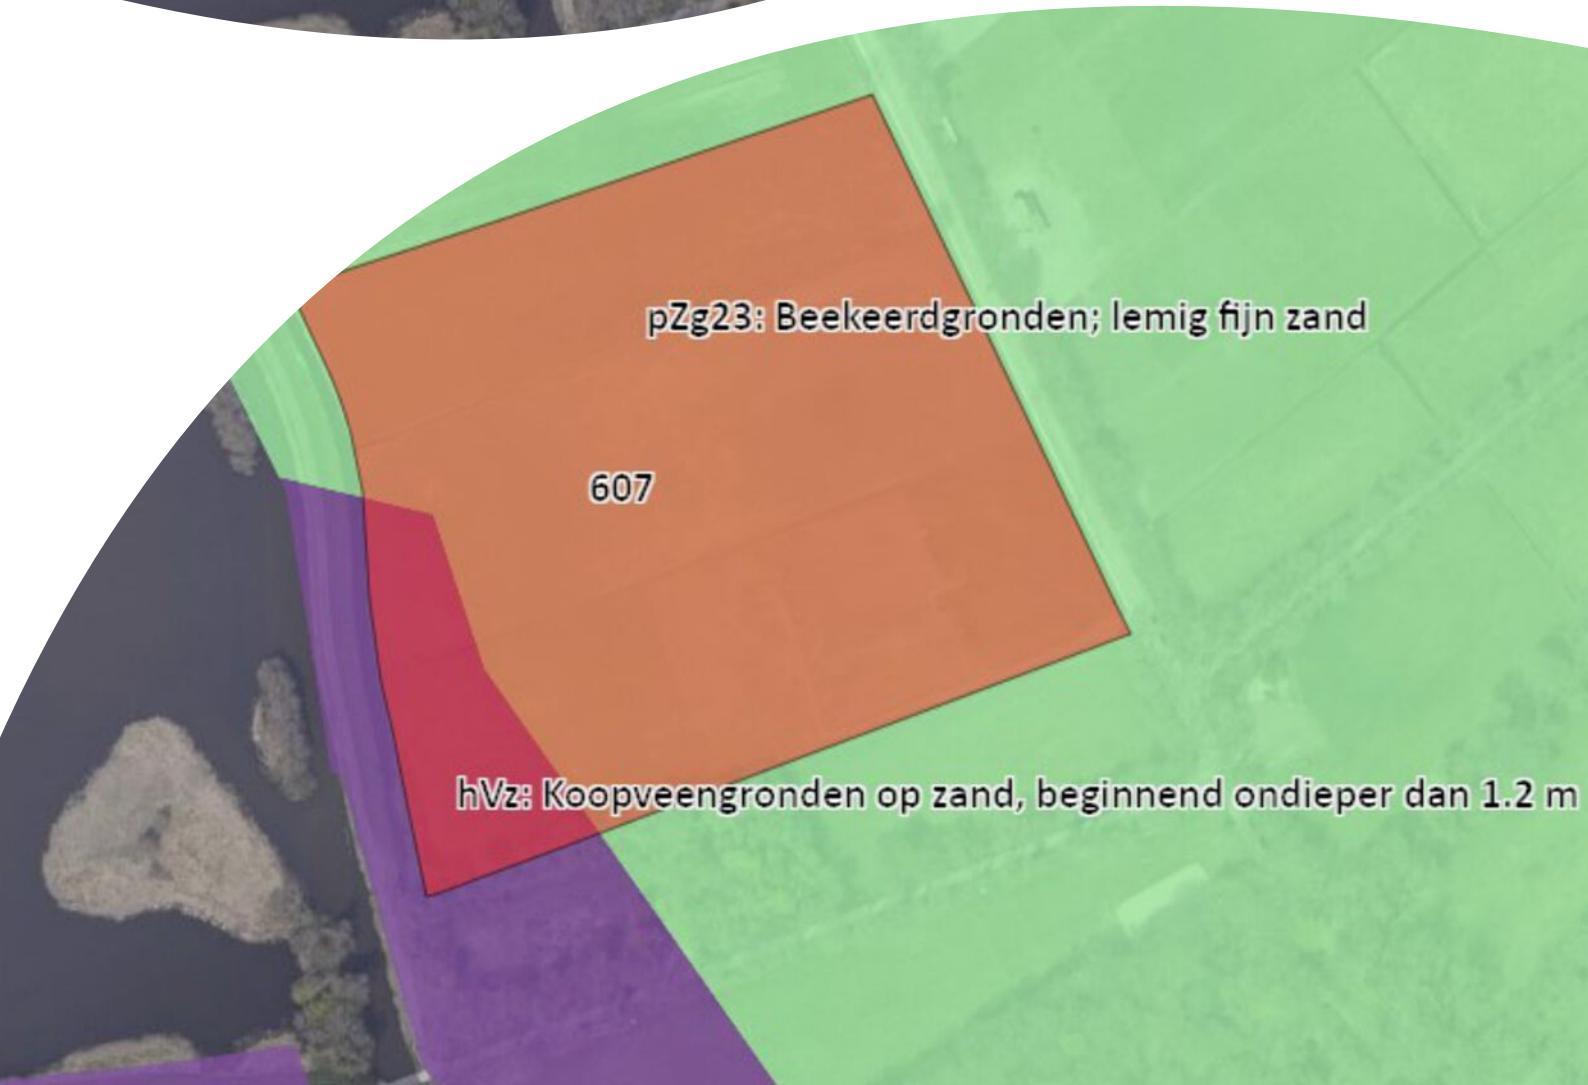 pZg23: Beekeerdgronden; lemig fijn zand
607
hVz: Koopveengronden op zand, beginnend ondieper dan 1.2 m